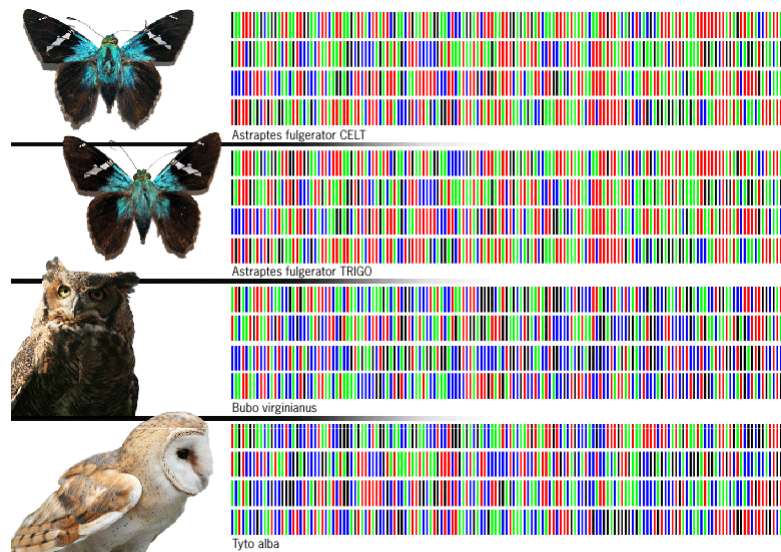 Astraptes fulgerator CELT
Astraptes fulgerator TRIGO
Bubo virginianus
Tyto alba